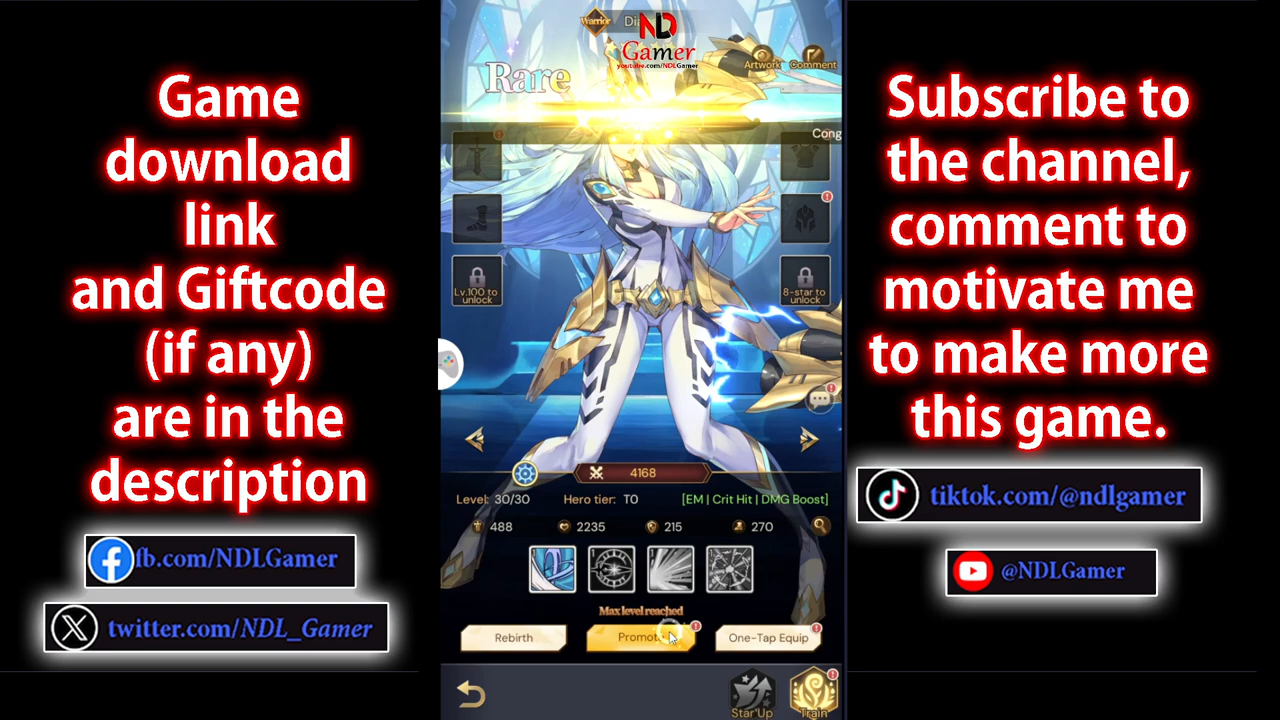 Game
download
link
and Giftcode
(if any)
are in the
description
fb.com/NDLGamer
twitter.com/NDL_Gamer
Warrior
ND
Gamer
youtube.com/NDLGamer
Artwork
Comment
Rare
Cong
Lv.100 to
unlock
8-star to
unlock
4168
Level: 30/30
Hero tier: T0
[EM | Crit Hit | DMG Boost]
488
2235
215
270
Max level reached
Rebirth
One-Tap Equip
Star Up
Train
Subscribe to
the channel,
comment to
motivate me
to make more
this game.
tiktok.com/@ndlgamer
@NDLGamer